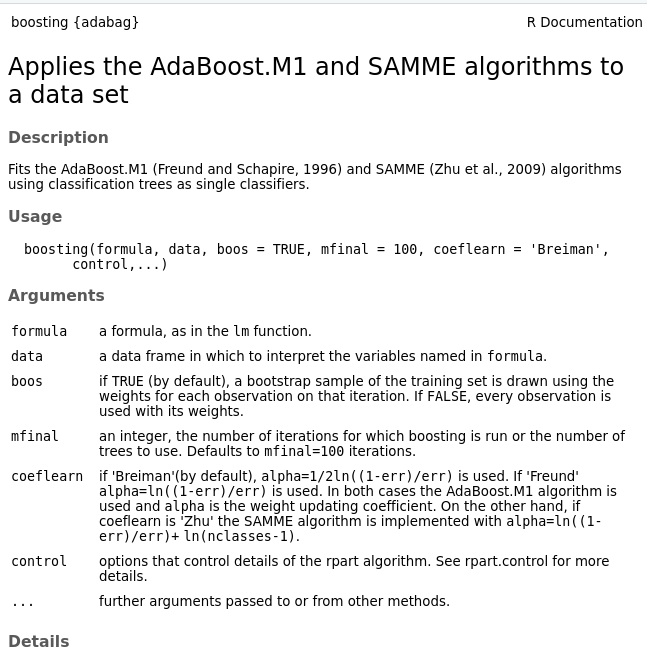 boosting {adabag}
R Documentation
Applies the AdaBoost.M1 and SAMME algorithms to
a data set
Description
Fits the AdaBoost.M1 (Freund and Schapire, 1996) and SAMME (Zhu et al., 2009) algorithms
using classification trees as single classifiers.
Usage
boosting(formula, data, boos = TRUE, mfinal = 100, coeflearn = 'Breiman',
control,...)
Arguments
formula a formula, as in the lm function.
data a data frame in which to interpret the variables named in formula.
boos if TRUE (by default), a bootstrap sample of the training set is drawn using the
weights for each observation on that iteration. If FALSE, every observation is
used with its weights.
mfinal an integer, the number of iterations for which boosting is run or the number of
trees to use. Defaults to mfinal=100 iterations.
coeflearn if 'Breiman'(by default), alpha=1/2ln((1-err)/err) is used. If 'Freund'
alpha=ln((1-err)/err) is used. In both cases the AdaBoost.M1 algorithm is
used and alpha is the weight updating coefficient. On the other hand, if
coeflearn is 'Zhu' the SAMME algorithm is implemented with alpha=ln((1-
err)/err)+ ln(nclasses-1).
control options that control details of the rpart algorithm. See rpart.control for more
details.
... further arguments passed to or from other methods.
Details